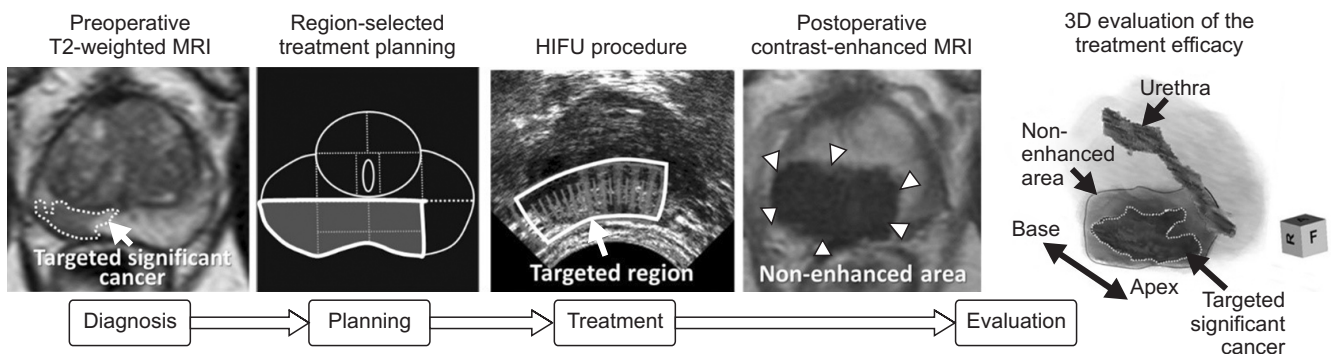 Preoperative
T2-weighted MRI
Region-selected
treatment planning
HIFU procedure
Postoperative
contrast-enhanced MRI
3D evaluation of the
treatment efficacy
Targeted significant
cancer
Targeted region
Non-enhanced area
Urethra
Non-
enhanced
area
Base
Apex
Targeted
significant
cancer
R
F
Diagnosis
Planning
Treatment
Evaluation